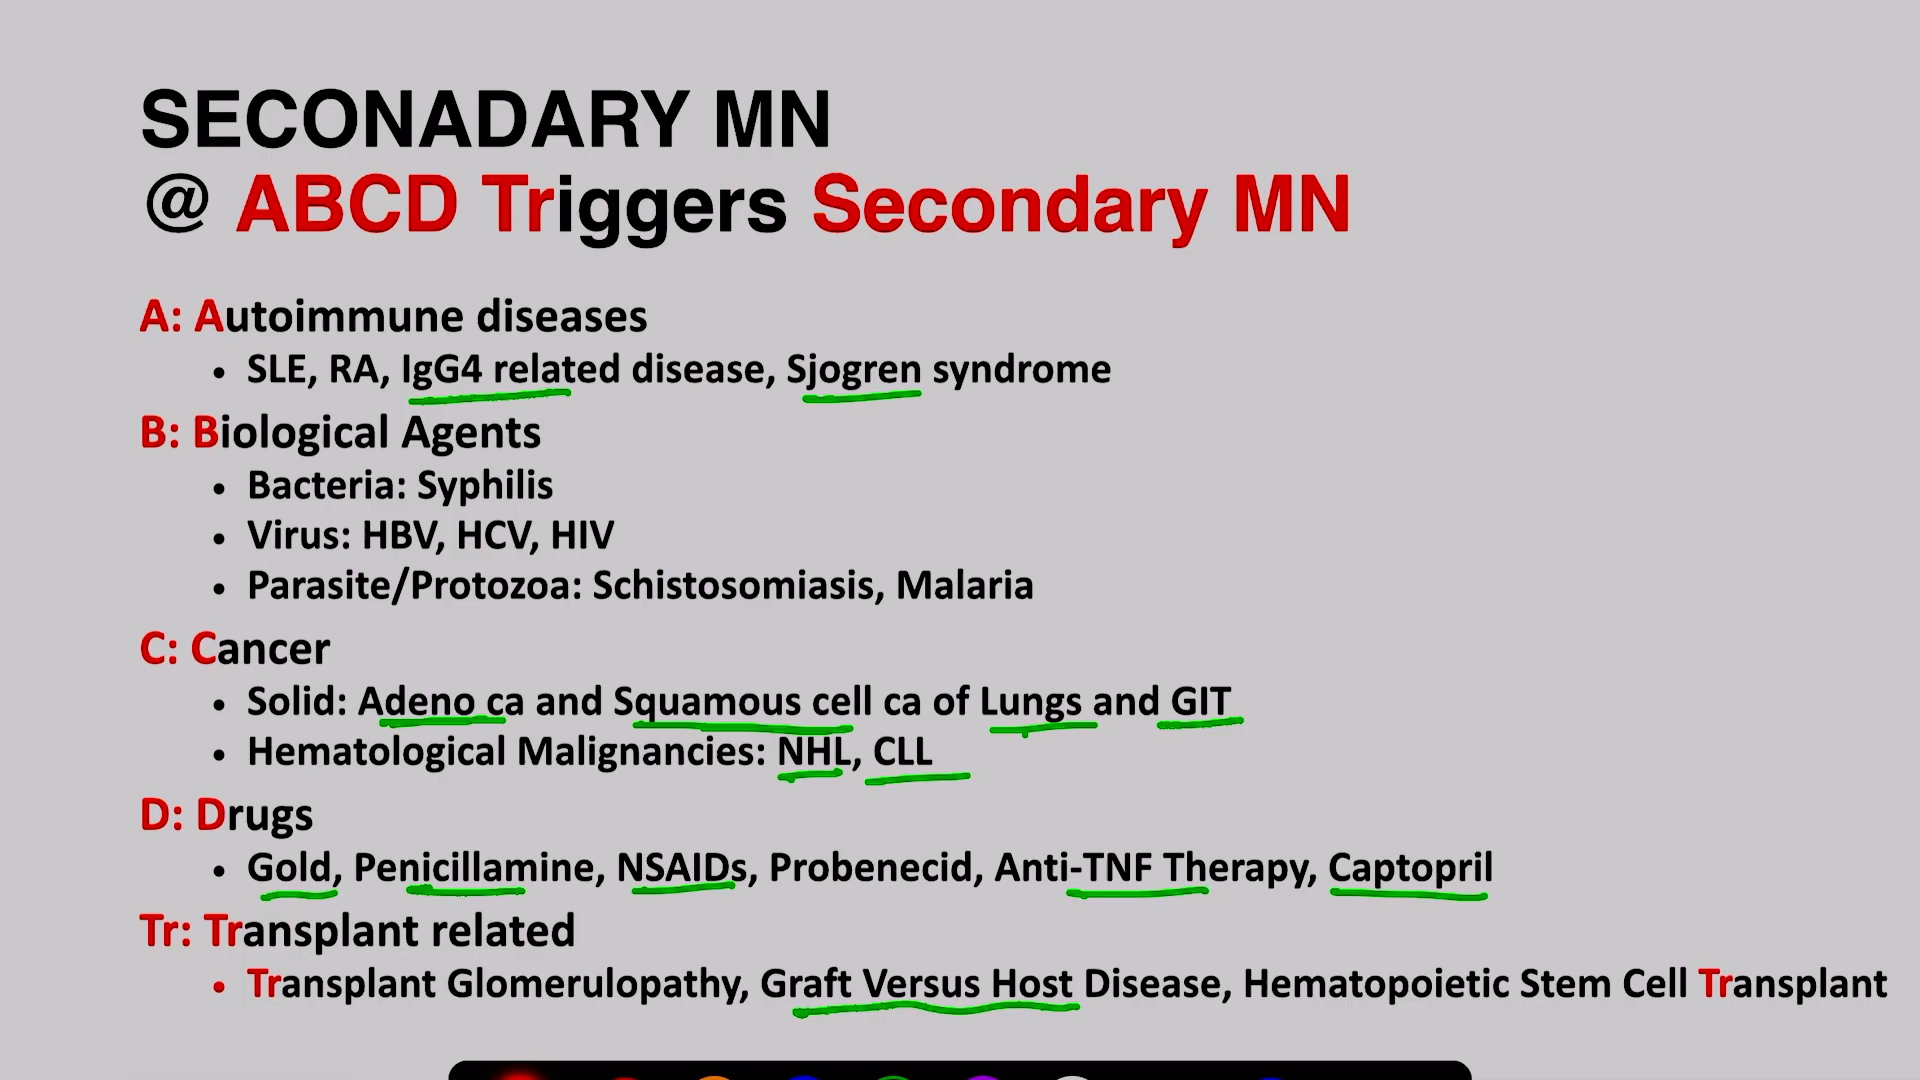 SECONADARY MN
@ ABCD Triggers Secondary MN
A: Autoimmune diseases
• SLE, RA, IgG4 related disease, Sjogren syndrome
B: Biological Agents
• Bacteria: Syphilis
• Virus: HBV, HCV, HIV
• Parasite/Protozoa: Schistosomiasis, Malaria
C: Cancer
• Solid: Adeno ca and Squamous cell ca of Lungs and GIT
• Hematological Malignancies: NHL, CLL
D: Drugs
• Gold, Penicillamine, NSAIDs, Probenecid, Anti-TNF Therapy, Captopril
Tr: Transplant related
• Transplant Glomerulopathy, Graft Versus Host Disease, Hematopoietic Stem Cell Transplant